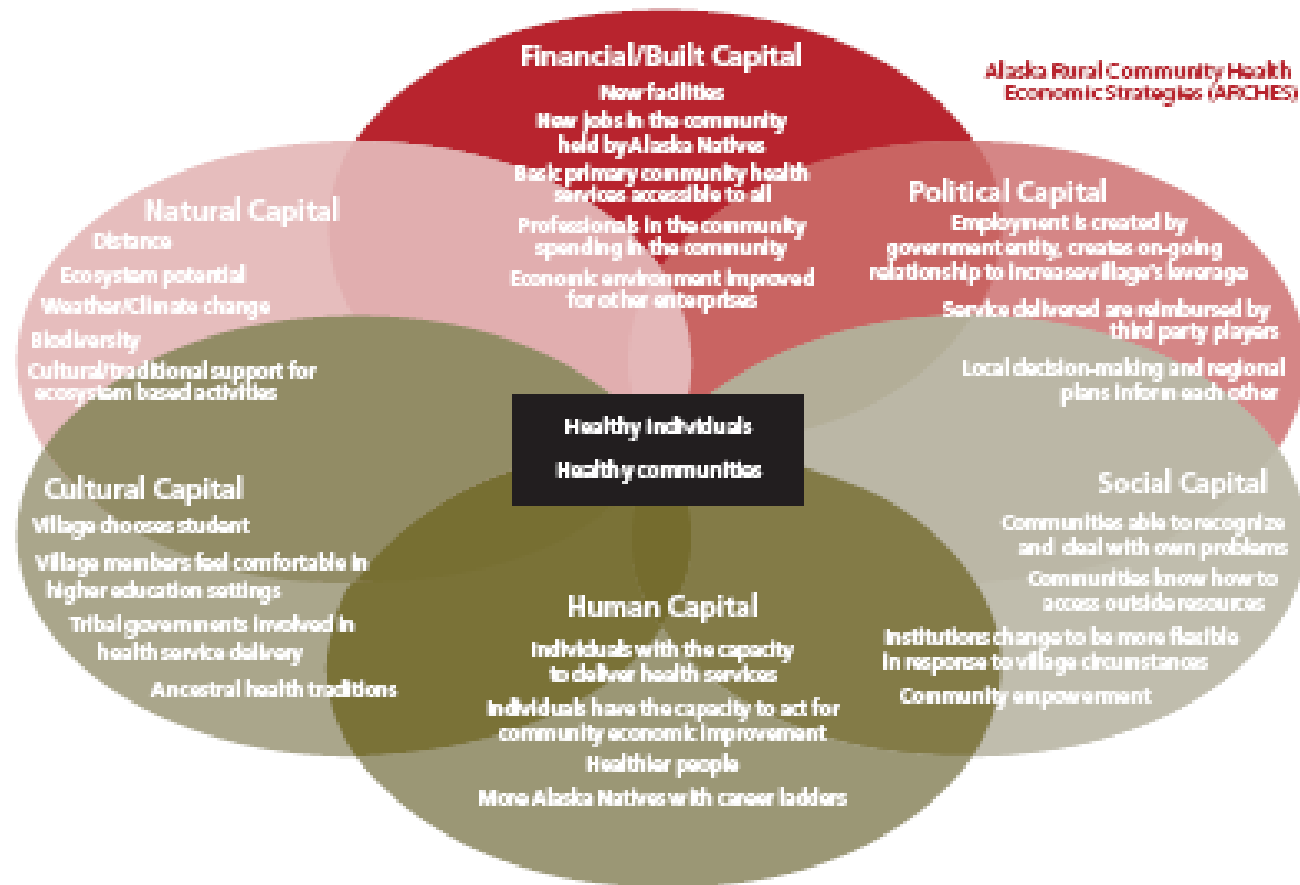 Financial/Built Capital
New facilities
New jobs in the community
held by Alaska Natives
Basic primary community health
services accessible to all
Professionals in the community
spending in the community
Economic environment improved
for other enterprises
Alaska Rural Community Health
Economic Strategies (ARCHES)
Political Capital
Employment is created by
government entity, creates on-going
relationship to increase village's leverage
Service delivered are reimbursed by
third party players
Local decision-making and regional
plans inform each other
Natural Capital
Distance
Ecosystem potential
Weather/Climate change
Biodiversity
Cultural/traditional support for
ecosystem based activities
Healthy individuals
Healthy communities
Cultural Capital
Village chooses student
Village members feel comfortable in
higher education settings
Tribal governments involved in
health service delivery
Ancestral health traditions
Social Capital
Communities able to recognize
and deal with own problems
Communities know how to
access outside resources
Institutions change to be more flexible
in response to village circumstances
Community empowerment
Human Capital
Individuals with the capacity
to deliver health services
Individuals have the capacity to act for
community economic improvement
Healthier people
More Alaska Natives with career ladders